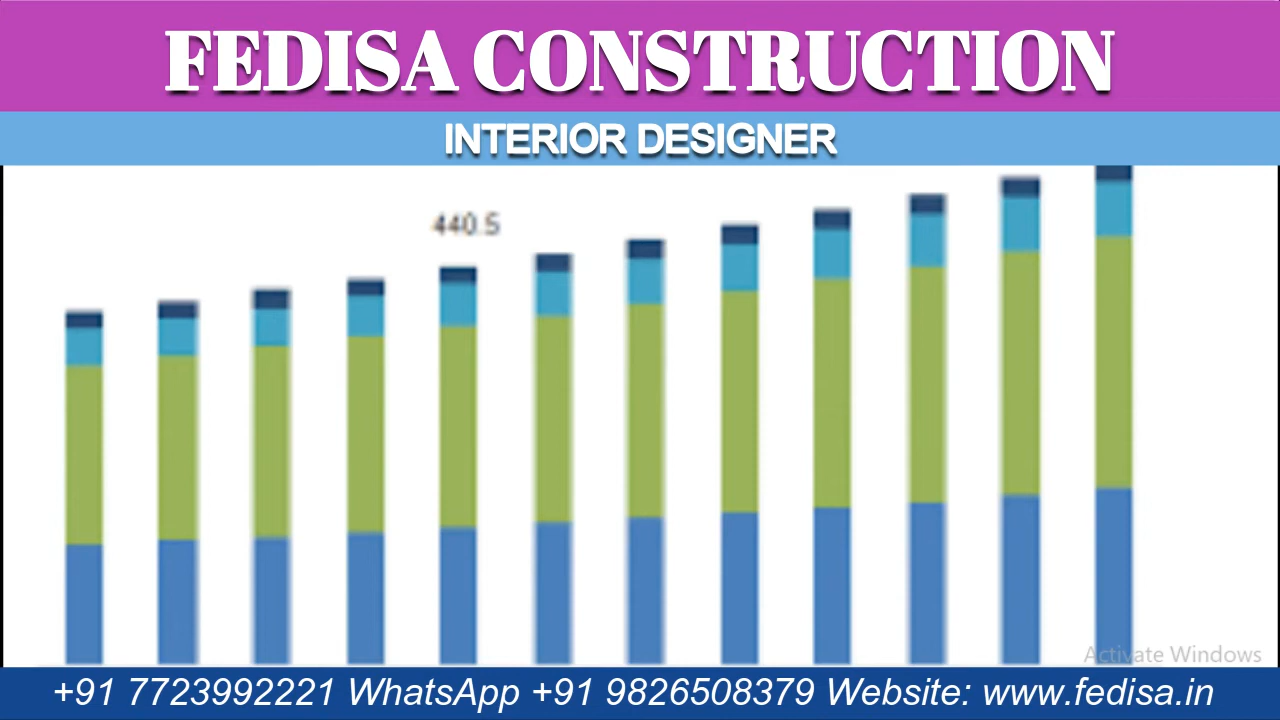 FEDISA CONSTRUCTION
INTERIOR DESIGNER
440.5
Activate Windows
+91 7723992221 WhatsApp +91 9826508379 Website: www.fedisa.in